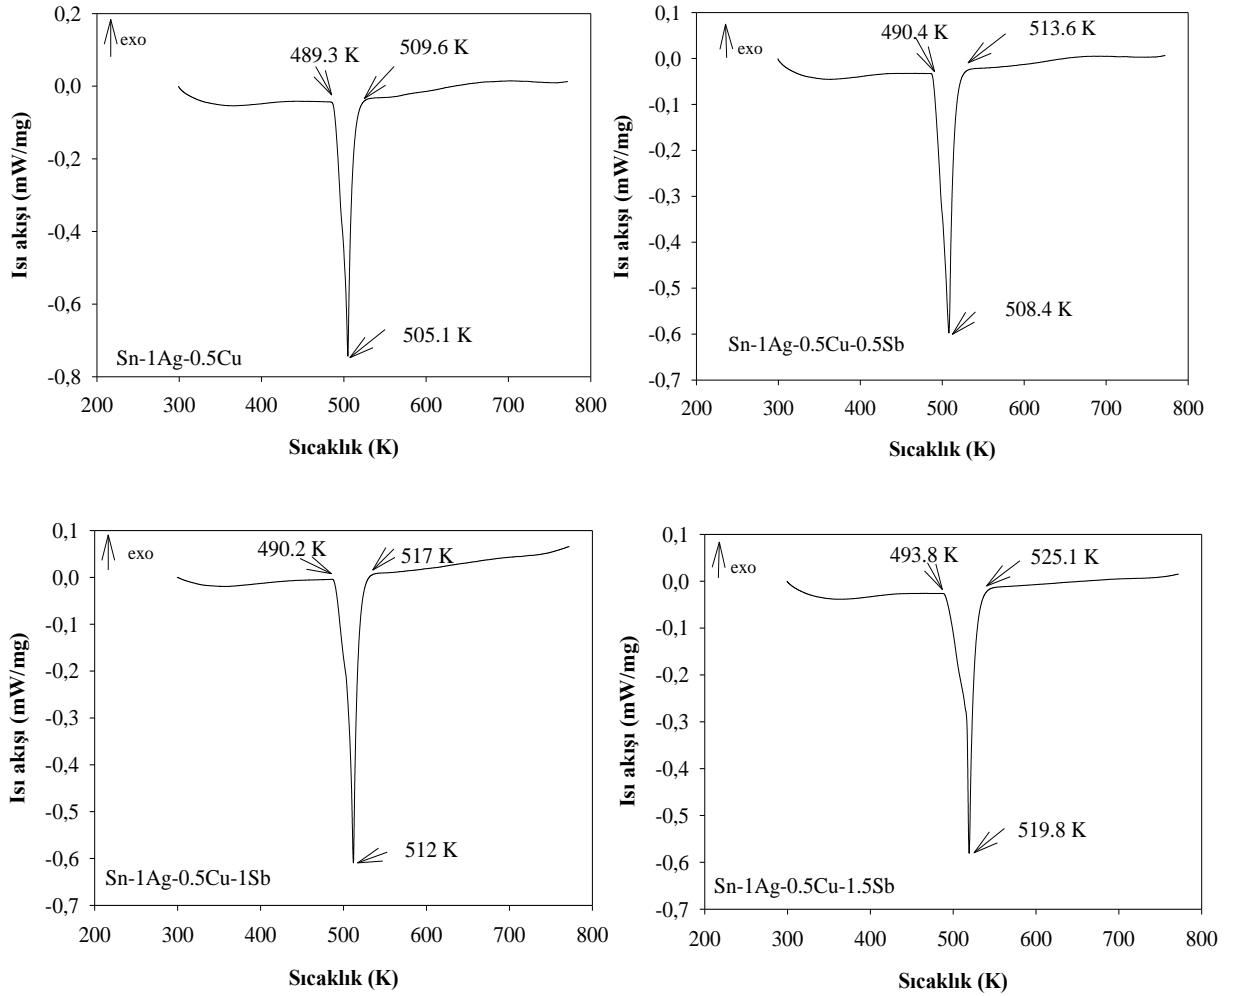 0,2
0,0
-0,2
-0,4
-0,6
-0,8
Isı akışı (mW/mg)
exo
489.3 K
509.6 K
505.1 K
Sn-1Ag-0.5Cu
200 300 400 500 600 700 800
Sıcaklık (K)
0,1
0,0
-0,1
-0,2
-0,3
-0,4
-0,5
-0,6
-0,7
Isı akışı (mW/mg)
exo
490.4 K
513.6 K
508.4 K
Sn-1Ag-0.5Cu-0.5Sb
200 300 400 500 600 700 800
Sıcaklık (K)
0,1
0,0
-0,1
-0,2
-0,3
-0,4
-0,5
-0,6
-0,7
Isı akışı (mW/mg)
exo
490.2 K
517 K
512 K
Sn-1Ag-0.5Cu-1Sb
200 300 400 500 600 700 800
Sıcaklık (K)
0,1
0,0
-0,1
-0,2
-0,3
-0,4
-0,5
-0,6
-0,7
Isı akışı (mW/mg)
exo
493.8 K
525.1 K
519.8 K
Sn-1Ag-0.5Cu-1.5Sb
200 300 400 500 600 700 800
Sıcaklık (K)